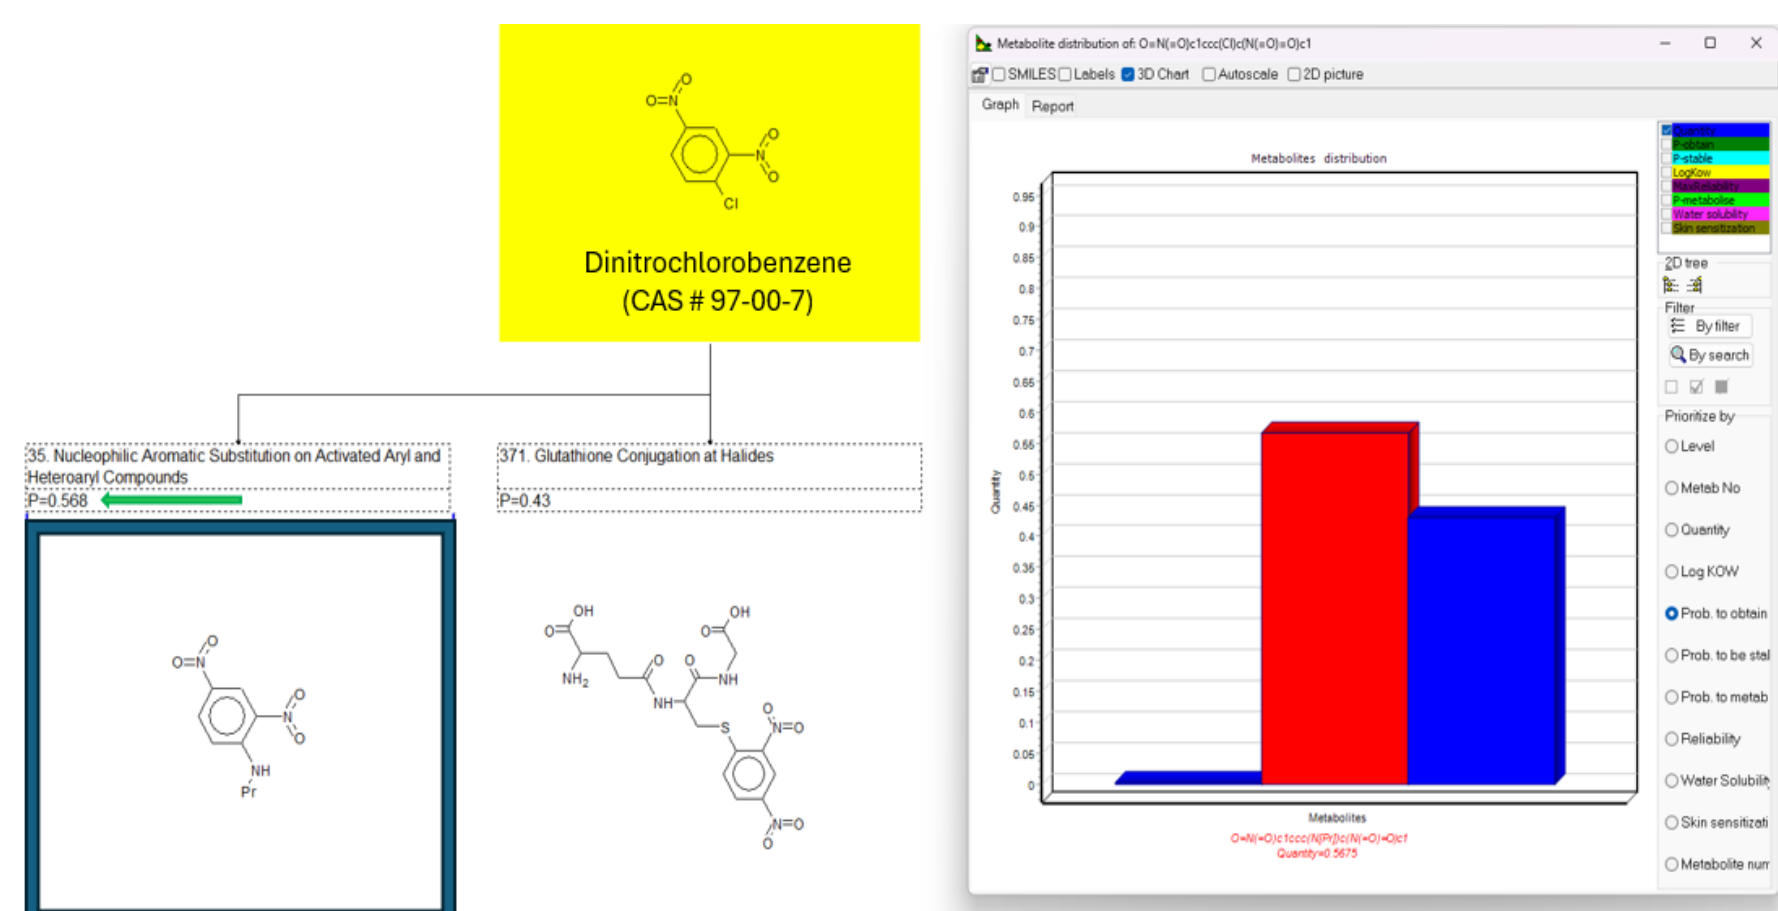 O
O=N
O
N
O
Cl
Dinitrochlorobenzene
(CAS # 97-00-7)
35. Nucleophilic Aromatic Substitution on Activated Aryl and
Heteroaryl Compounds
P=0.568
371. Glutathione Conjugation at Halides
P=0.43
O
O=N
O
N
O
NH
Pr
OH
O
NH2
O
NH
O
NH
O
OH
S
O
N=O
N=O
O
Metabolite distribution of: O=N(=O)c1ccc(Cl)c(N(=O)=O)c1
SMILES Labels 3D Chart Autoscale 2D picture
Graph Report
Metabolites distribution
0.95
0.9
0.85
0.8
0.75
0.7
0.65
0.6
0.55
0.5
0.45
0.4
0.35
0.3
0.25
0.2
0.15
0.1
0.05
0
Quantity
Metabolites
O=N(=O)c1ccc(N[Pr])c(N(=O)=O)c1
Quantity=0.5675
Quantity
P-obtain
P-stable
LogKow
MaxReliability
P-metabolise
Water solubility
Skin sensitization
2D tree
Filter
By filter
By search
Prioritize by
Level
Metab No
Quantity
Log KOW
Prob. to obtain
Prob. to be stal
Prob. to metab
Reliability
Water Solubility
Skin sensitizati
Metabolite num